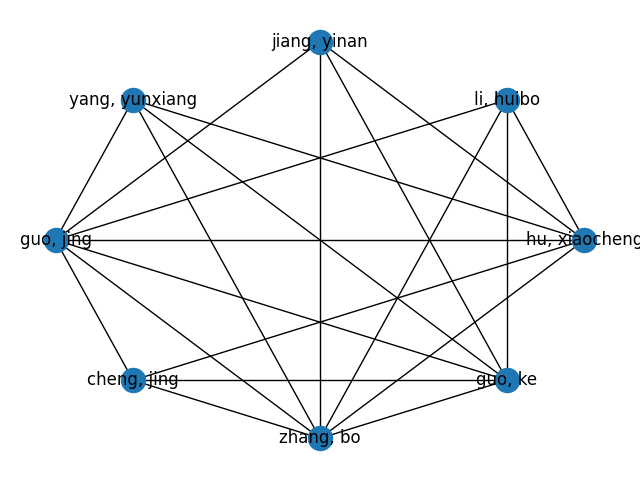 jiang, yinan
yang, yunxiang
li, huibo
guo, jing
hu, xiaocheng
cheng, jing
guo, ke
zhang, bo